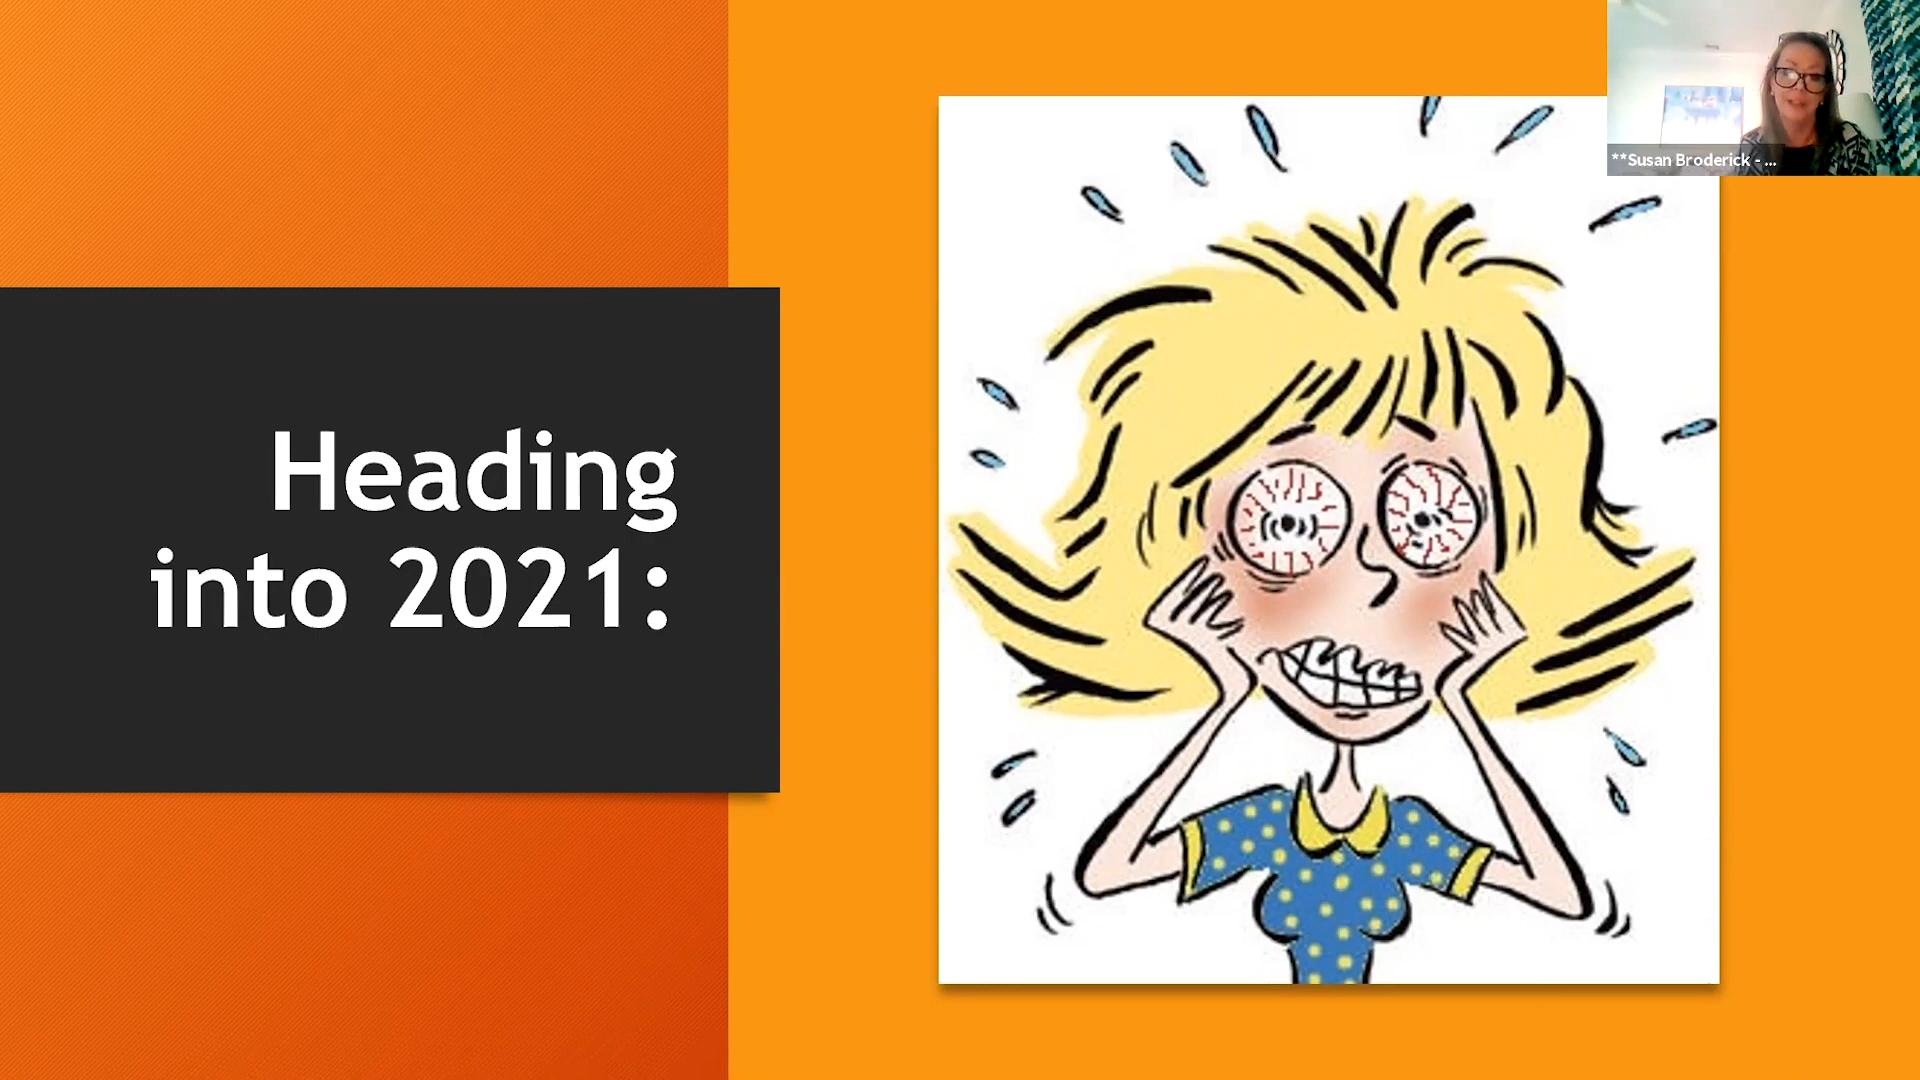 **Susan Broderick - ...
Heading
into 2021: